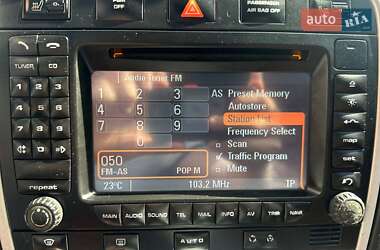 PASSENGER
AIR BAG OFF
auto RIA
Audio Tuner FM
TUNER
CD
1 2 3 AS
4 5 6
7 8 9
0
Preset Memory
Autostore
Station List
Frequency Select
Scan
Traffic Program
Mute
050
FM-AS
POP M
23°C
103,2 MHz
TP
map
repeat
MAIN
AUDIO
SOUND
TEL
MAIL
AV
TRIP
NAVI
AUTO